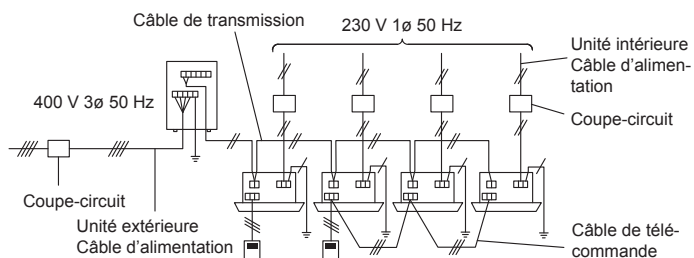 Câble de transmission
230 V 1ø 50 Hz
Unité intérieure
Câble d'alimen-
tation
400 V 3ø 50 Hz
Coupe-circuit
Coupe-circuit
Unité extérieure
Câble d'alimentation
Câble de télé-
commande